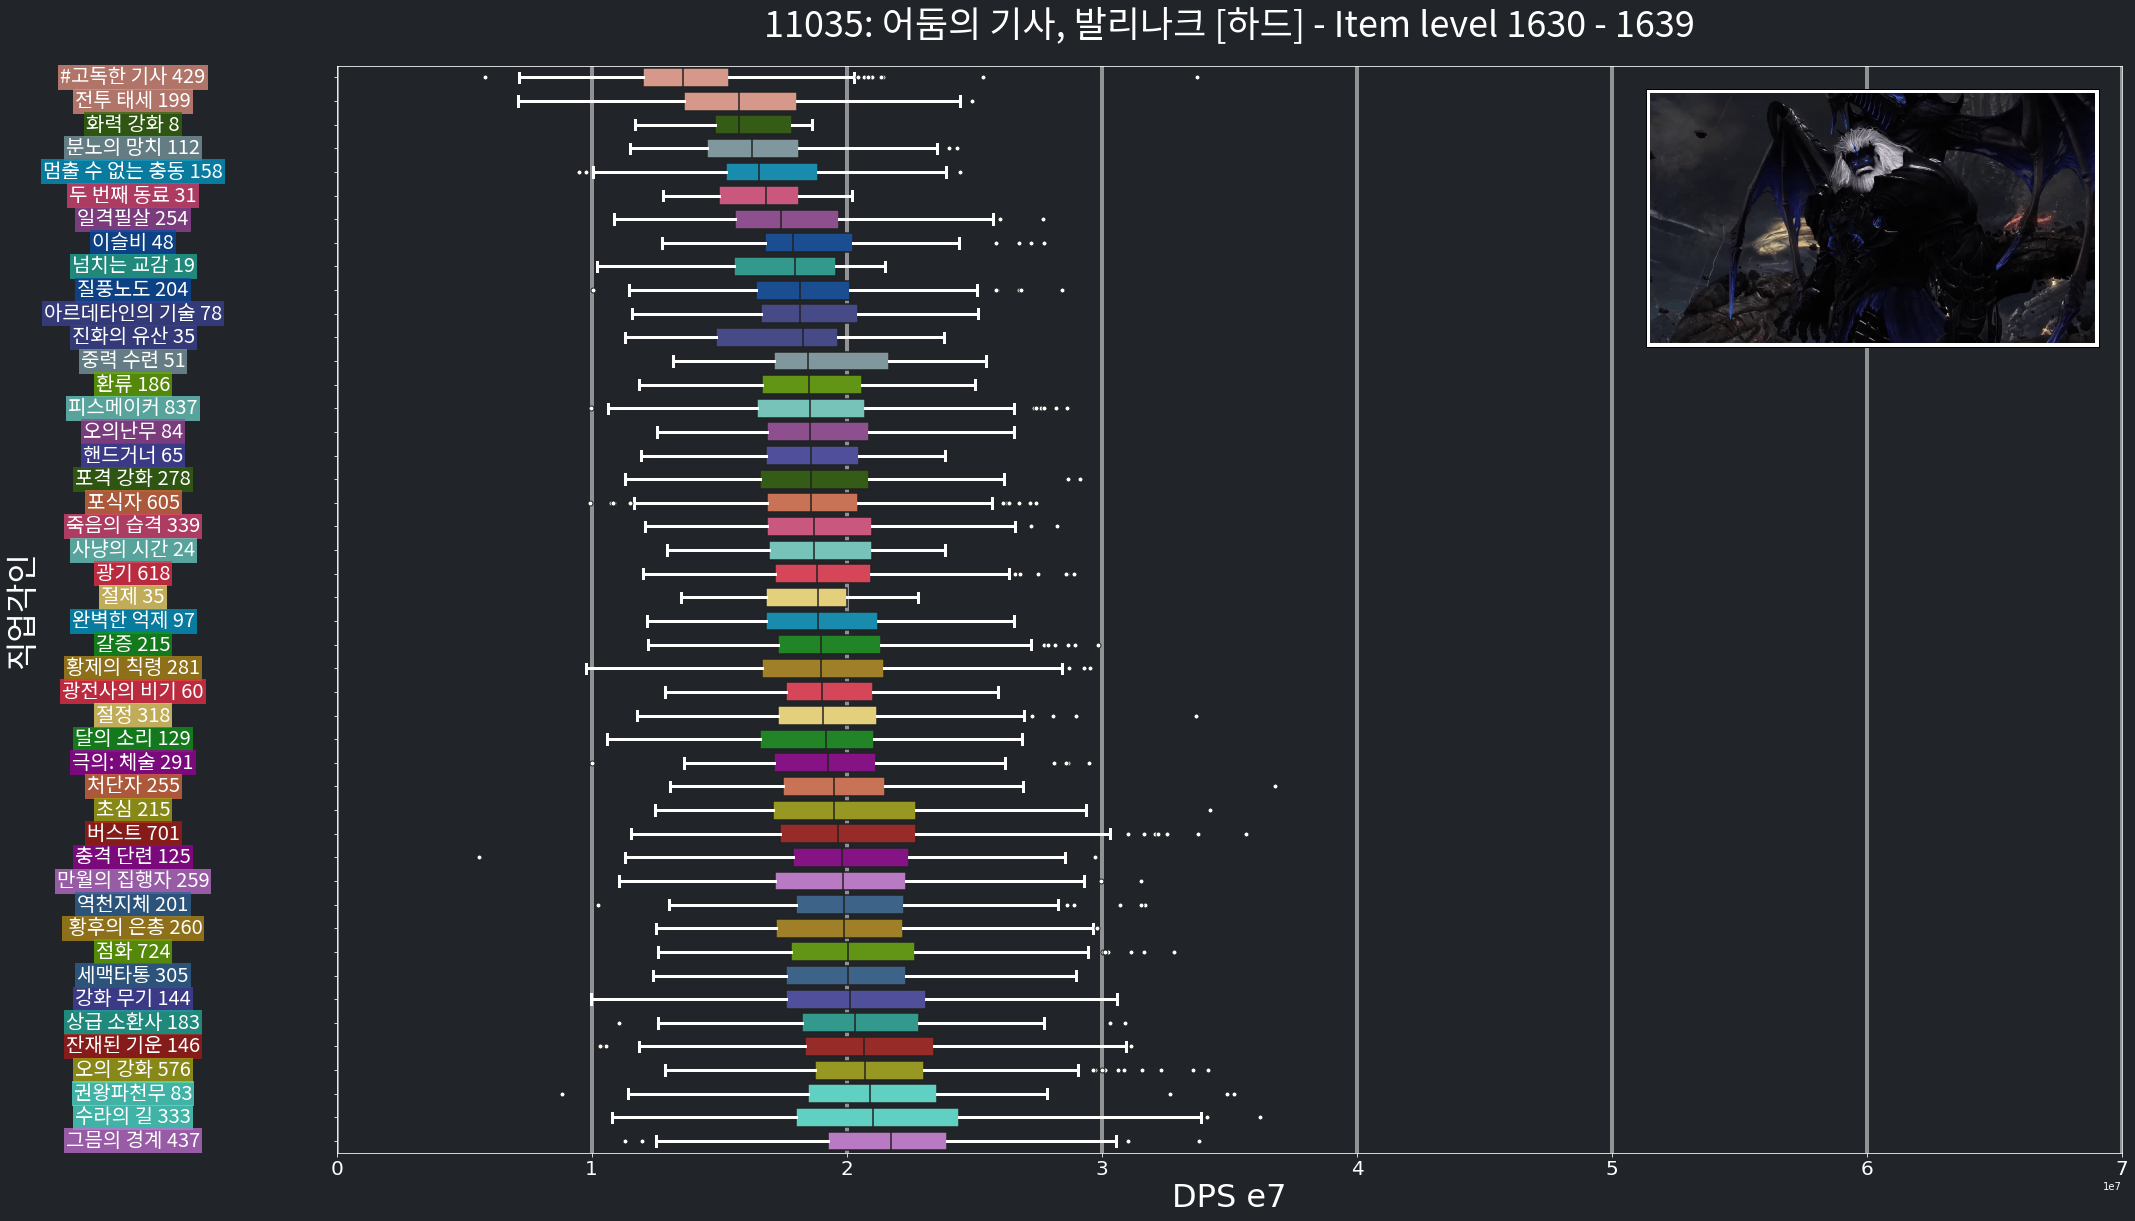 11035: 어둠의 기사, 발리나크 [하드] - Item level 1630 - 1639
#고독한 기사 429
전투 태세 199
화력 강화 8
분노의 망치 112
멈출 수 없는 충동 158
두 번째 동료 31
일격필살 254
이슬비 48
넘치는 교감 19
질풍노도 204
아르데타인의 기술 78
진화의 유산 35
중력 수련 51
환류 186
피스메이커 837
오의난무 84
핸드거너 65
포격 강화 278
포식자 605
죽음의 습격 339
사냥의 시간 24
광기 618
절제 35
완벽한 억제 97
갈증 215
황제의 칙령 281
광전사의 비기 60
절정 318
달의 소리 129
극의: 체술 291
처단자 255
초심 215
버스트 701
충격 단련 125
만월의 집행자 259
역천지체 201
황후의 은총 260
점화 724
세맥타통 305
강화 무기 144
상급 소환사 183
잔재된 기운 146
오의 강화 576
권왕파천무 83
수라의 길 333
그믐의 경계 437
직업각인
0 1 2 3 4 5 6 7
1e7
DPS e7